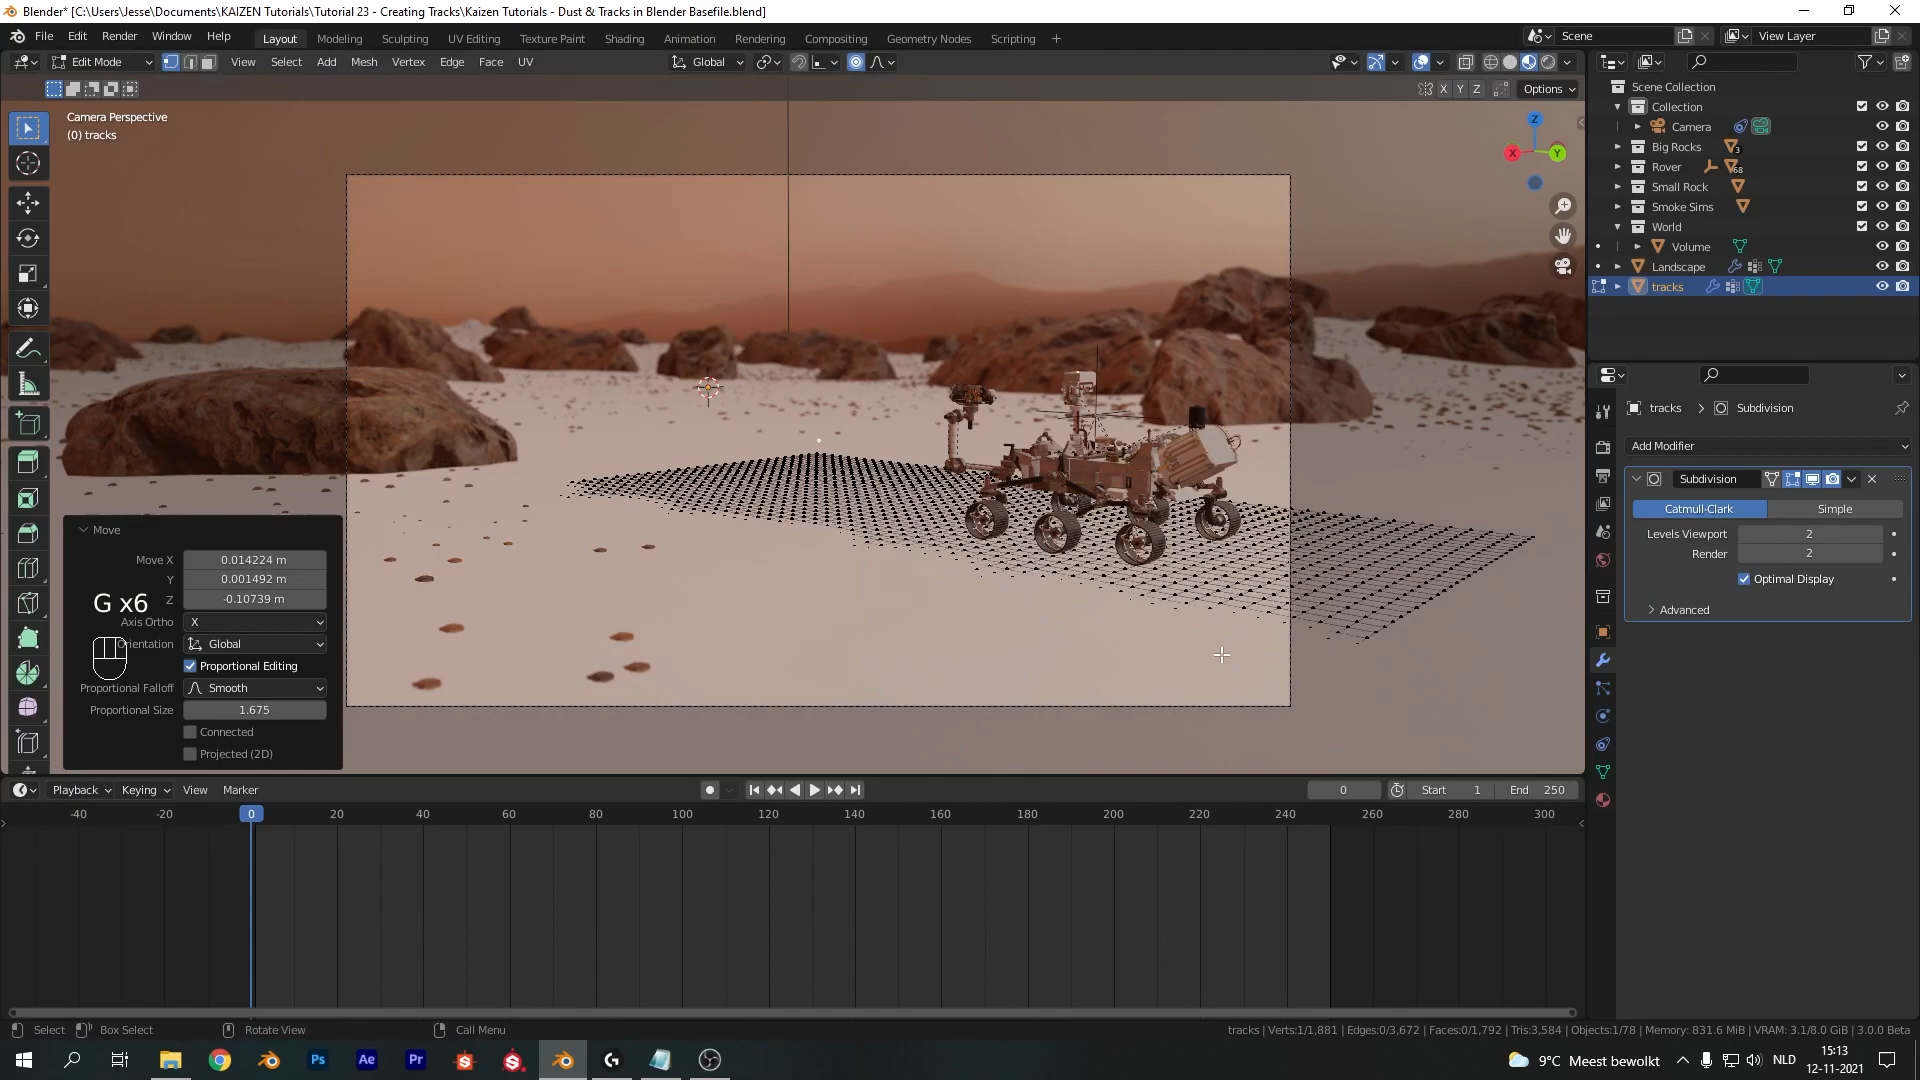 Blender* [C:\Users\Jesse\Documents\KAIZEN Tutorials\Tutorial 23 - Creating Tracks\Kaizen Tutorials - Dust & Tracks in Blender Basefile.blend]
File Edit Render Window Help Layout Modeling Sculpting UV Editing Texture Paint Shading Animation Rendering Compositing Geometry Nodes Scripting + Scene View Layer
Edit Mode View Select Add Mesh Vertex Edge Face UV Global
X Y Z Options
Camera Perspective
(0) tracks
Z
X
Y
Scene Collection
Collection
Camera
Big Rocks 3
Rover 68
Small Rock
Smoke Sims
World
Volume
Landscape
tracks
tracks > Subdivision
Add Modifier
Subdivision
Catmull-Clark Simple
Levels Viewport 2
Render 2
Optimal Display
Advanced
Move
Move X 0.014224 m
Y 0.001492 m
Z -0.10739 m
G x6
Axis Ortho X
Orientation Global
Proportional Editing
Proportional Falloff Smooth
Proportional Size 1.675
Connected
Projected (2D)
Playback Keying View Marker 0 Start 1 End 250
-40 -20 0 20 40 60 80 100 120 140 160 180 200 220 240 260 280 300
Select Box Select Rotate View Call Menu tracks | Verts:1/1,881 | Edges:0/3,672 | Faces:0/1,792 | Tris:3,584 | Objects:1/78 | Memory: 831.6 MiB | VRAM: 3.1/8.0 GiB | 3.0.0 Beta
Ps Ae Pr 9°C Meest bewolkt NLD
15:13
12-11-2021